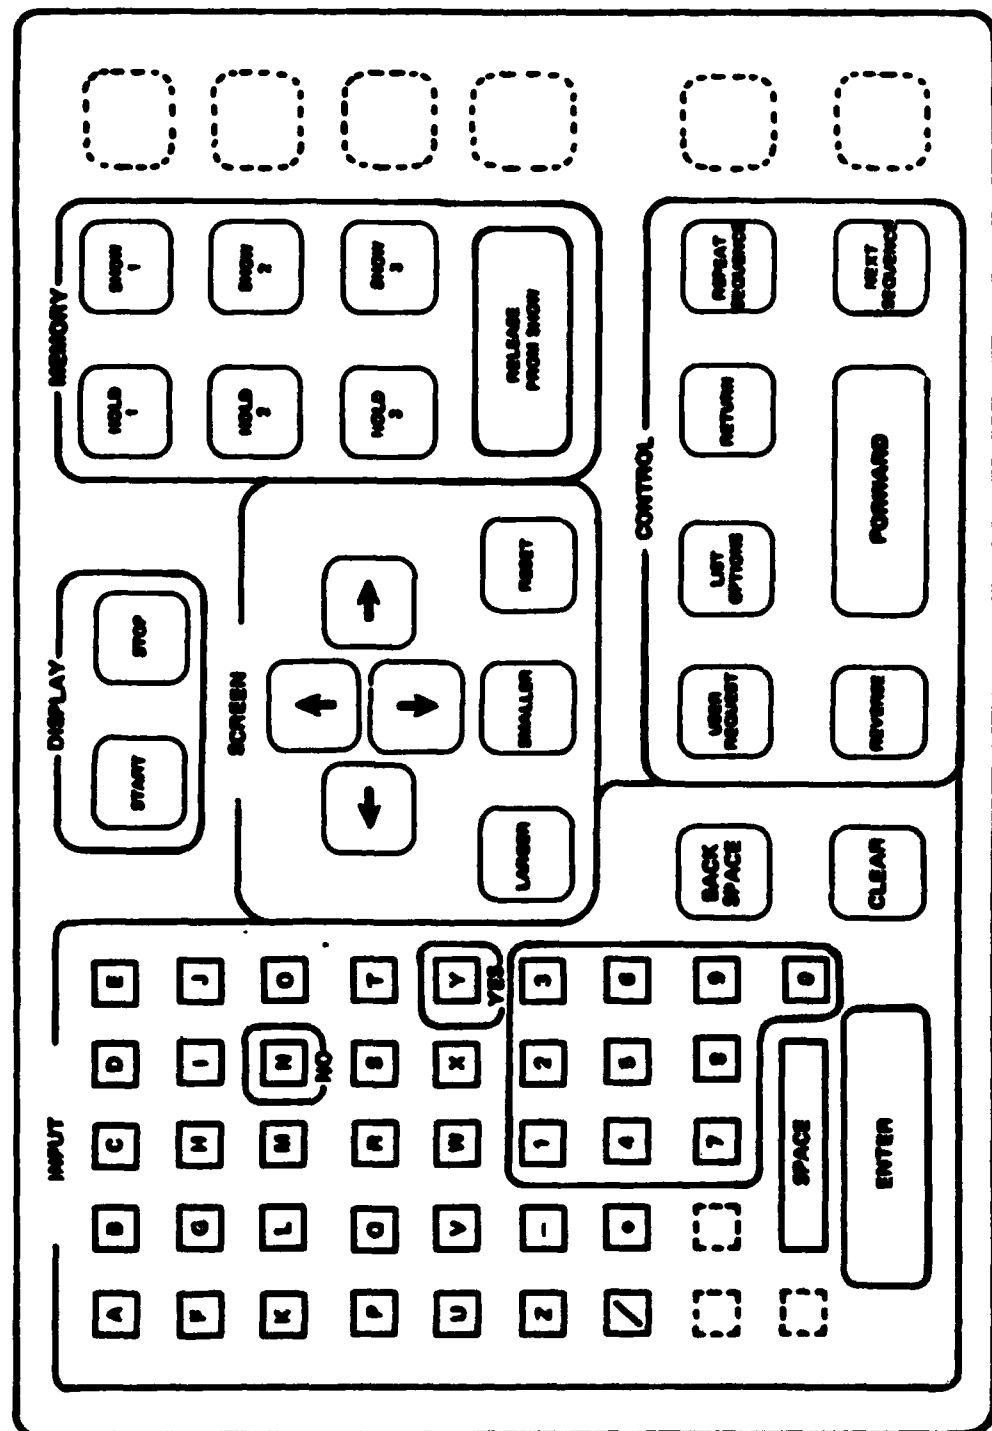 INPUT
A
B
C
D
E
F
G
H
I
J
K
L
M
N
O
NO
P
Q
R
S
T
U
V
W
X
Y
YES
Z
-
1
2
3
/
•
4
5
6
7
8
9
SPACE
0
ENTER
BACK
SPACE
CLEAR
DISPLAY
START
STOP
SCREEN
←
↑
↓
→
LARGER
SMALLER
RESET
MEMORY
HOLD
1
SHOW
1
HOLD
2
SHOW
2
HOLD
3
SHOW
3
RELEASE
FROM SHOW
CONTROL
USER
REQUEST
LIST
OPTIONS
RETURN
REPEAT
SEQUENCE
REVERSE
FORWARD
NEXT
SEQUENCE